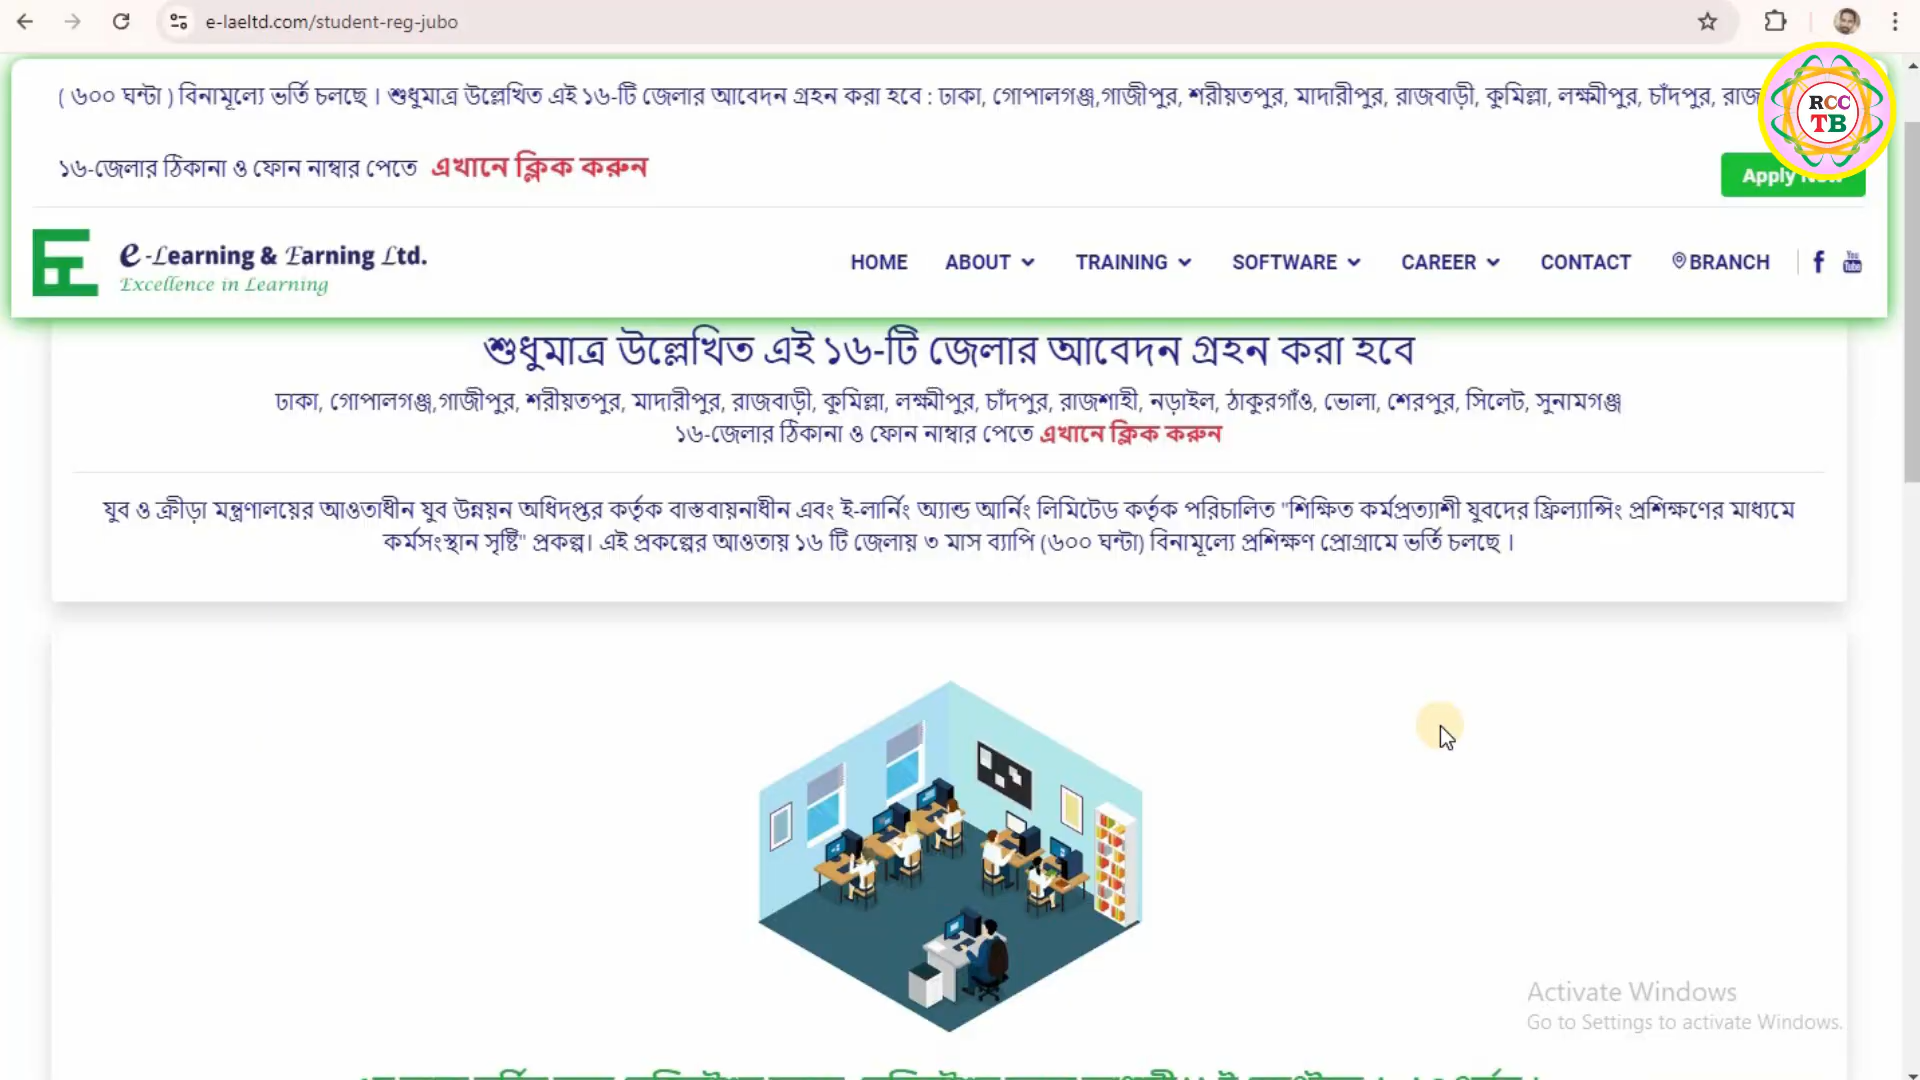 e-laeltd.com/student-reg-jubo
( ৬০০ ঘন্টা ) বিনামূল্যে ভর্তি চলছে । শুধুমাত্র উল্লেখিত এই ১৬-টি জেলার আবেদন গ্রহন করা হবে : ঢাকা, গোপালগঞ্জ,গাজীপুর, শরীয়তপুর, মাদারীপুর, রাজবাড়ী, কুমিল্লা, লক্ষ্মীপুর, চাঁদপুর,
RCC
TB
১৬-জেলার ঠিকানা ও ফোন নাম্বার পেতে এখানে ক্লিক করুন
Apply
e-Learning & Earning Ltd.
Excellence in Learning
HOME ABOUT TRAINING SOFTWARE CAREER CONTACT BRANCH
You Tube
শুধুমাত্র উল্লেখিত এই ১৬-টি জেলার আবেদন গ্রহন করা হবে
ঢাকা, গোপালগঞ্জ,গাজীপুর, শরীয়তপুর, মাদারীপুর, রাজবাড়ী, কুমিল্লা, লক্ষ্মীপুর, চাঁদপুর, রাজশাহী, নড়াইল, ঠাকুরগাঁও, ভোলা, শেরপুর, সিলেট, সুনামগঞ্জ
১৬-জেলার ঠিকানা ও ফোন নাম্বার পেতে এখানে ক্লিক করুন
যুব ও ক্রীড়া মন্ত্রণালয়ের আওতাধীন যুব উন্নয়ন অধিদপ্তর কর্তৃক বাস্তবায়নাধীন এবং ই-লার্নিং অ্যান্ড আর্নিং লিমিটেড কর্তৃক পরিচালিত "শিক্ষিত কর্মপ্রত্যাশী যুবদের ফ্রিল্যান্সিং প্রশিক্ষণের মাধ্যমে
কর্মসংস্থান সৃষ্টি" প্রকল্প। এই প্রকল্পের আওতায় ১৬ টি জেলায় ৩ মাস ব্যাপি (৬০০ ঘন্টা) বিনামূল্যে প্রশিক্ষণ প্রোগ্রামে ভর্তি চলছে ।
Activate Windows
Go to Settings to activate Windows.